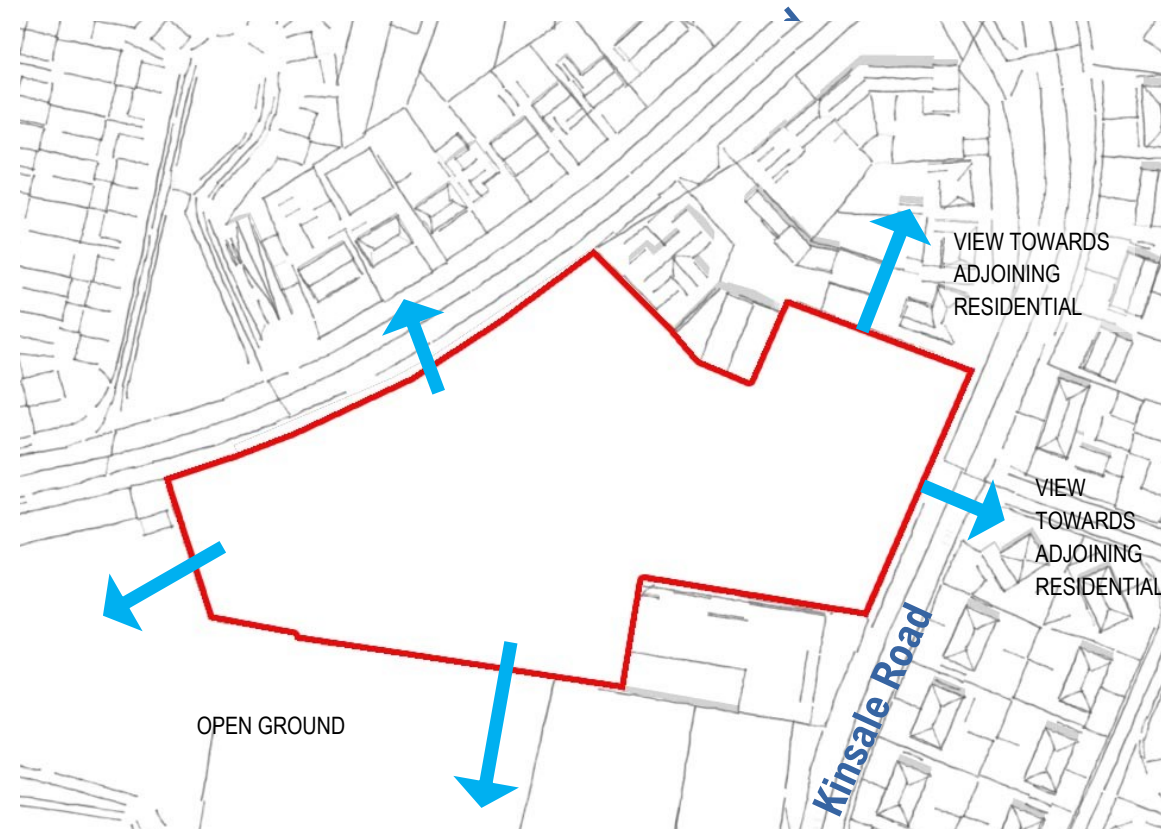 VIEW TOWARDS
ADJOINING
RESIDENTIAL
VIEW
TOWARDS
ADJOINING
RESIDENTIAL
Kinsale Road
OPEN GROUND